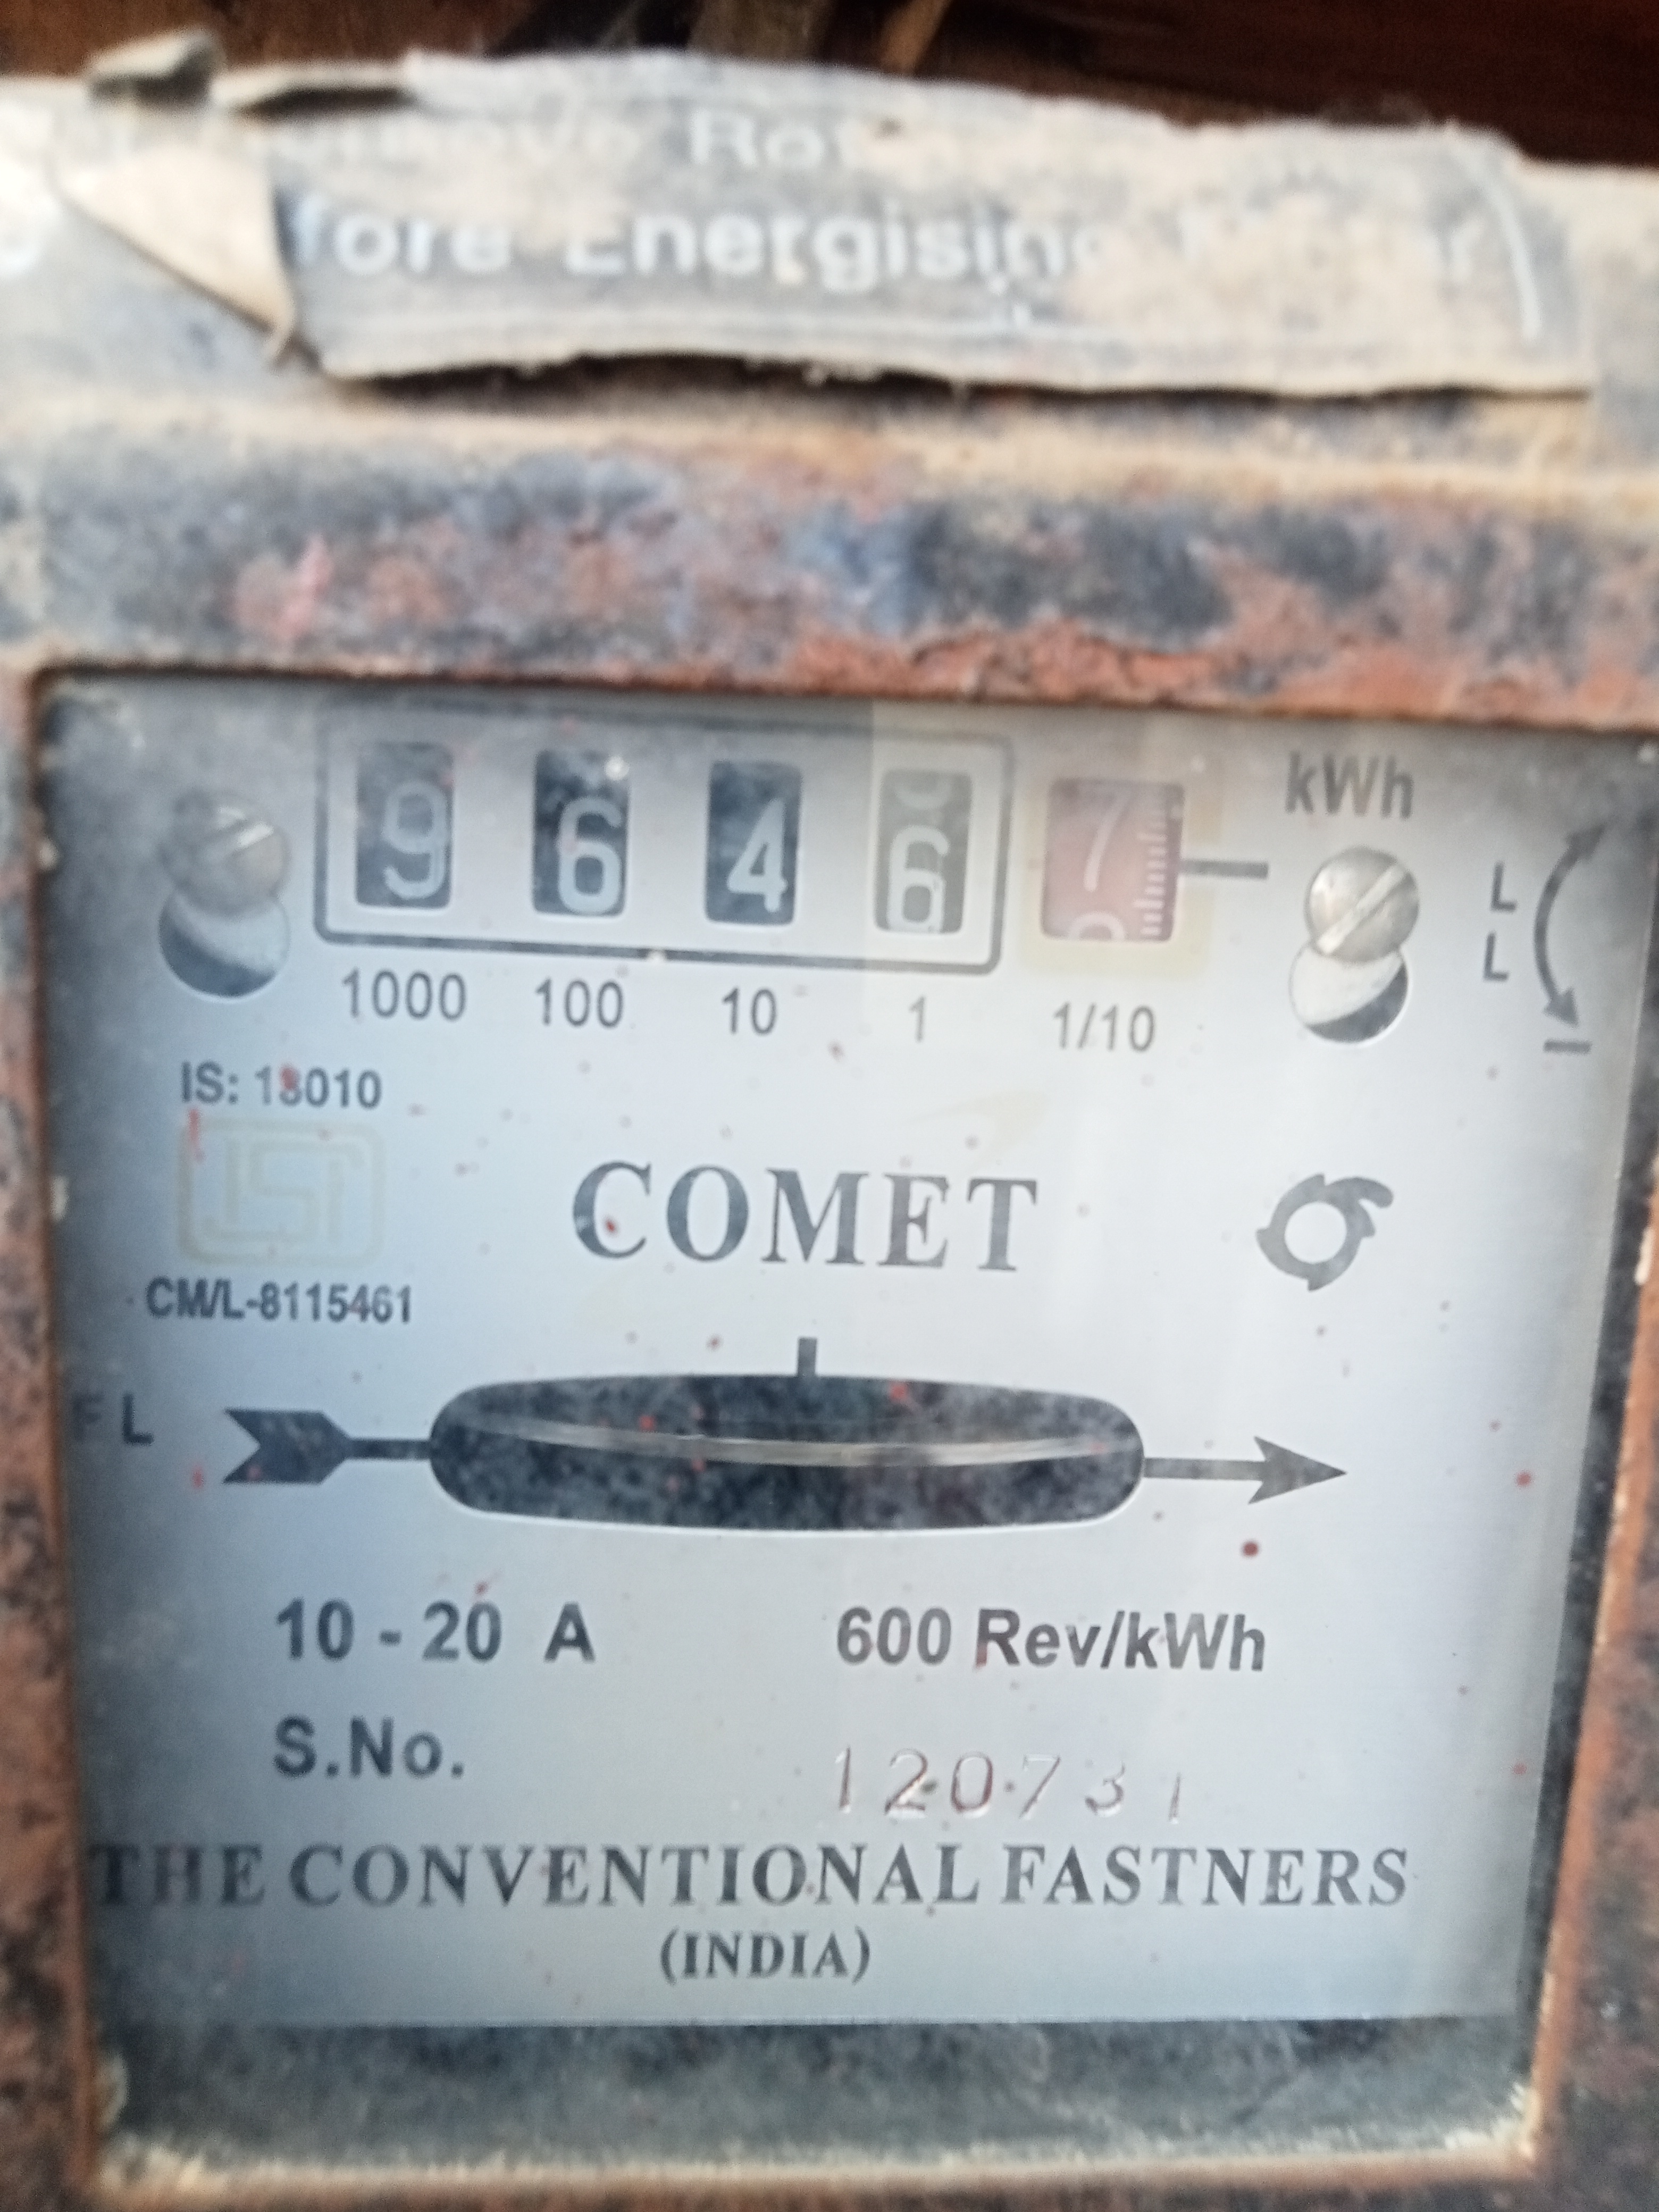 Energising
9 6 4 6 7 kWh
1000 100 10 1 1/10
L
L
IS: 13010
ISI
COMET
CM/L-8115461
F L
10 - 20 A 600 Rev/kWh
S.No. 120731
THE CONVENTIONAL FASTNERS
(INDIA)